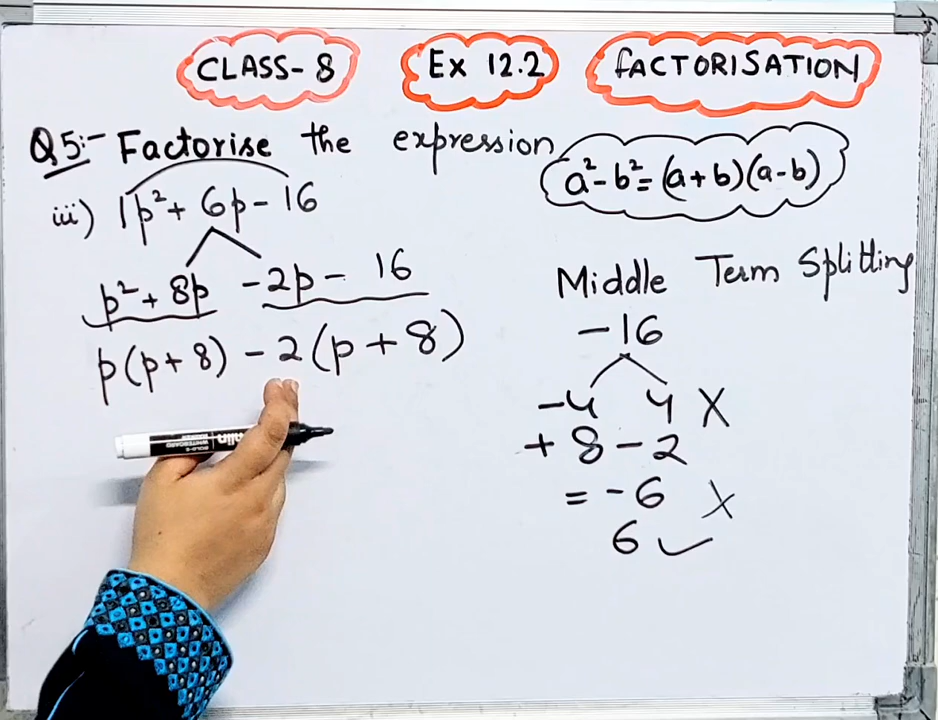 CLASS-8 Ex 12.2 FACTORISATION
Q5:- Factorise the expression
a²-b²=(a+b)(a-b)
iii) 1p²+ 6p-16
p²+ 8p -2p- 16
p(p+8) -2(p+8)
Middle Term Splitting
-16
-4 4 X
+8-2
= -6 X
6 ✓